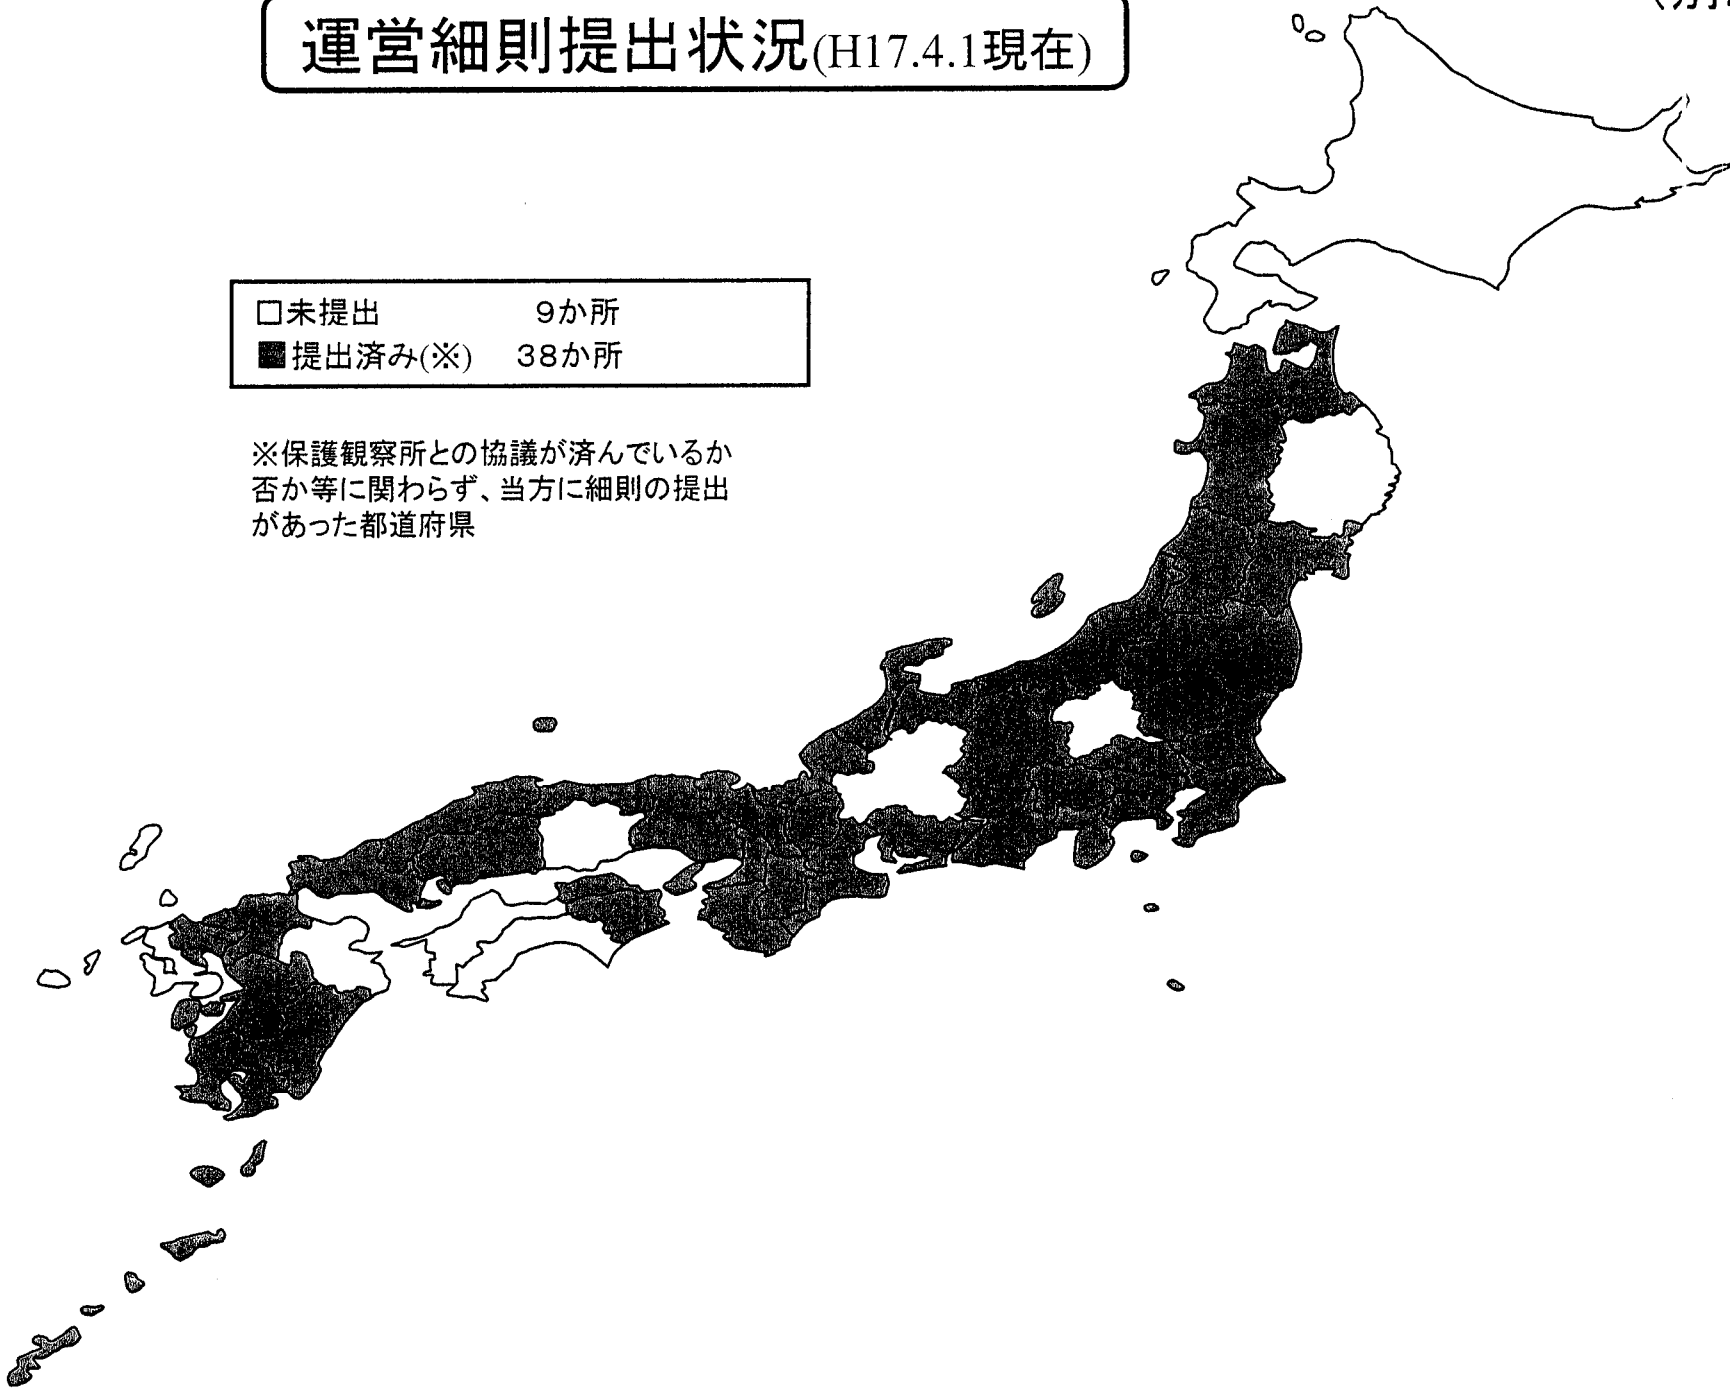 運営細則提出状況(H17.4.1現在)
□未提出 9か所
■提出済み(※) 38か所
※保護観察所との協議が済んでいるか
否か等に関わらず、当方に細則の提出
があった都道府県